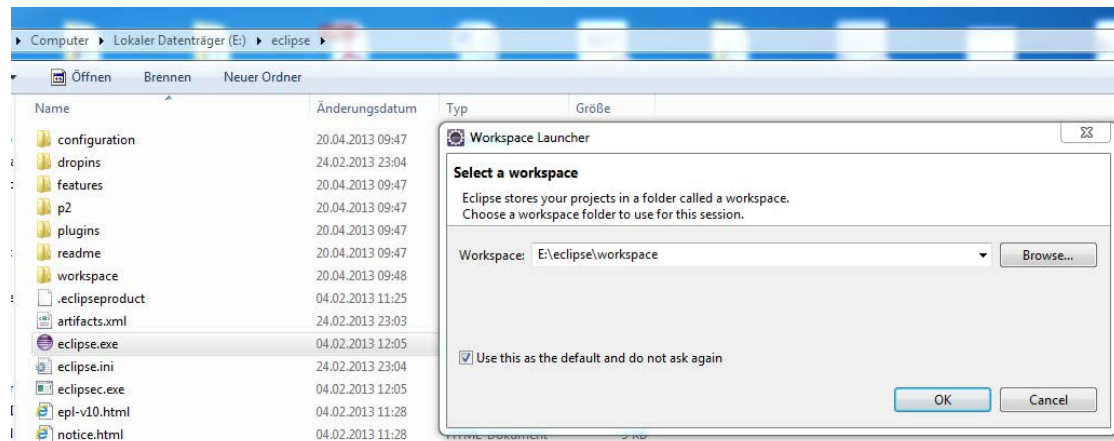 Computer Lokaler Datenträger (E:) eclipse
Öffnen Brennen Neuer Ordner
Name Änderungsdatum Typ Größe
configuration 20.04.2013 09:47
dropins 24.02.2013 23:04
features 20.04.2013 09:47
p2 20.04.2013 09:47
plugins 20.04.2013 09:47
readme 20.04.2013 09:47
workspace 20.04.2013 09:48
.eclipseproduct 04.02.2013 11:25
artifacts.xml 24.02.2013 23:03
eclipse.exe 04.02.2013 12:05
eclipse.ini 24.02.2013 23:04
eclipsec.exe 04.02.2013 12:05
epl-v10.html 04.02.2013 11:28
notice.html 04.02.2013 11:28
Workspace Launcher
Select a workspace
Eclipse stores your projects in a folder called a workspace.
Choose a workspace folder to use for this session.
Workspace: E:\eclipse\workspace Browse...
Use this as the default and do not ask again
OK Cancel